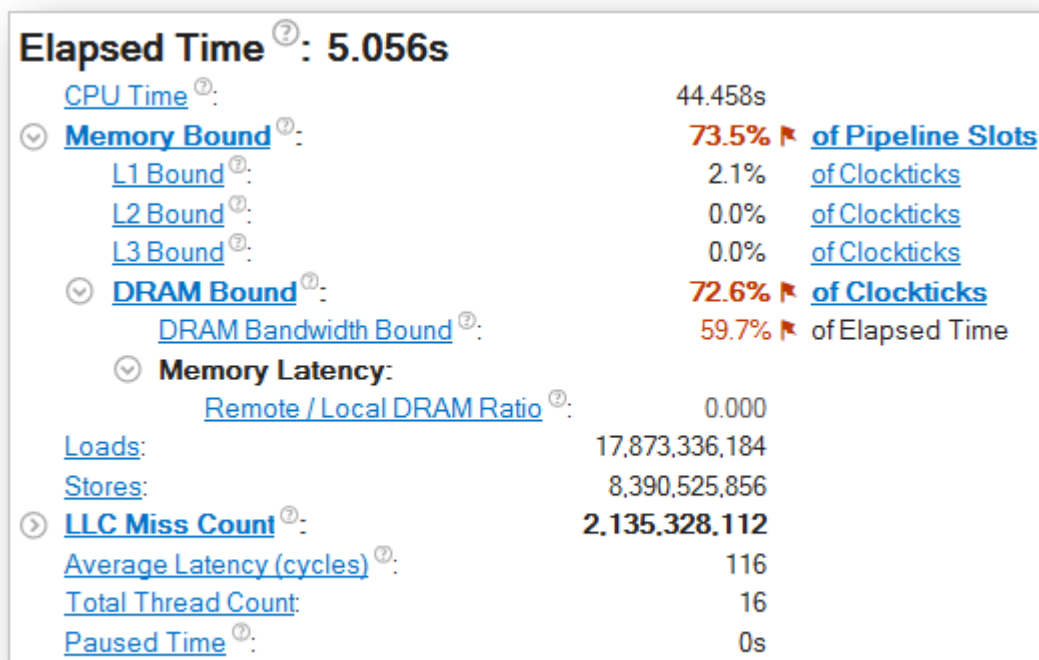 Elapsed Time ?: 5.056s
CPU Time ?: 44.458s
Memory Bound ?: 73.5% of Pipeline Slots
L1 Bound ?: 2.1% of Clockticks
L2 Bound ?: 0.0% of Clockticks
L3 Bound ?: 0.0% of Clockticks
DRAM Bound ?: 72.6% of Clockticks
DRAM Bandwidth Bound ?: 59.7% of Elapsed Time
Memory Latency:
Remote / Local DRAM Ratio ?: 0.000
Loads: 17,873,336,184
Stores: 8,390,525,856
LLC Miss Count ?: 2,135,328,112
Average Latency (cycles) ?: 116
Total Thread Count: 16
Paused Time ?: 0s